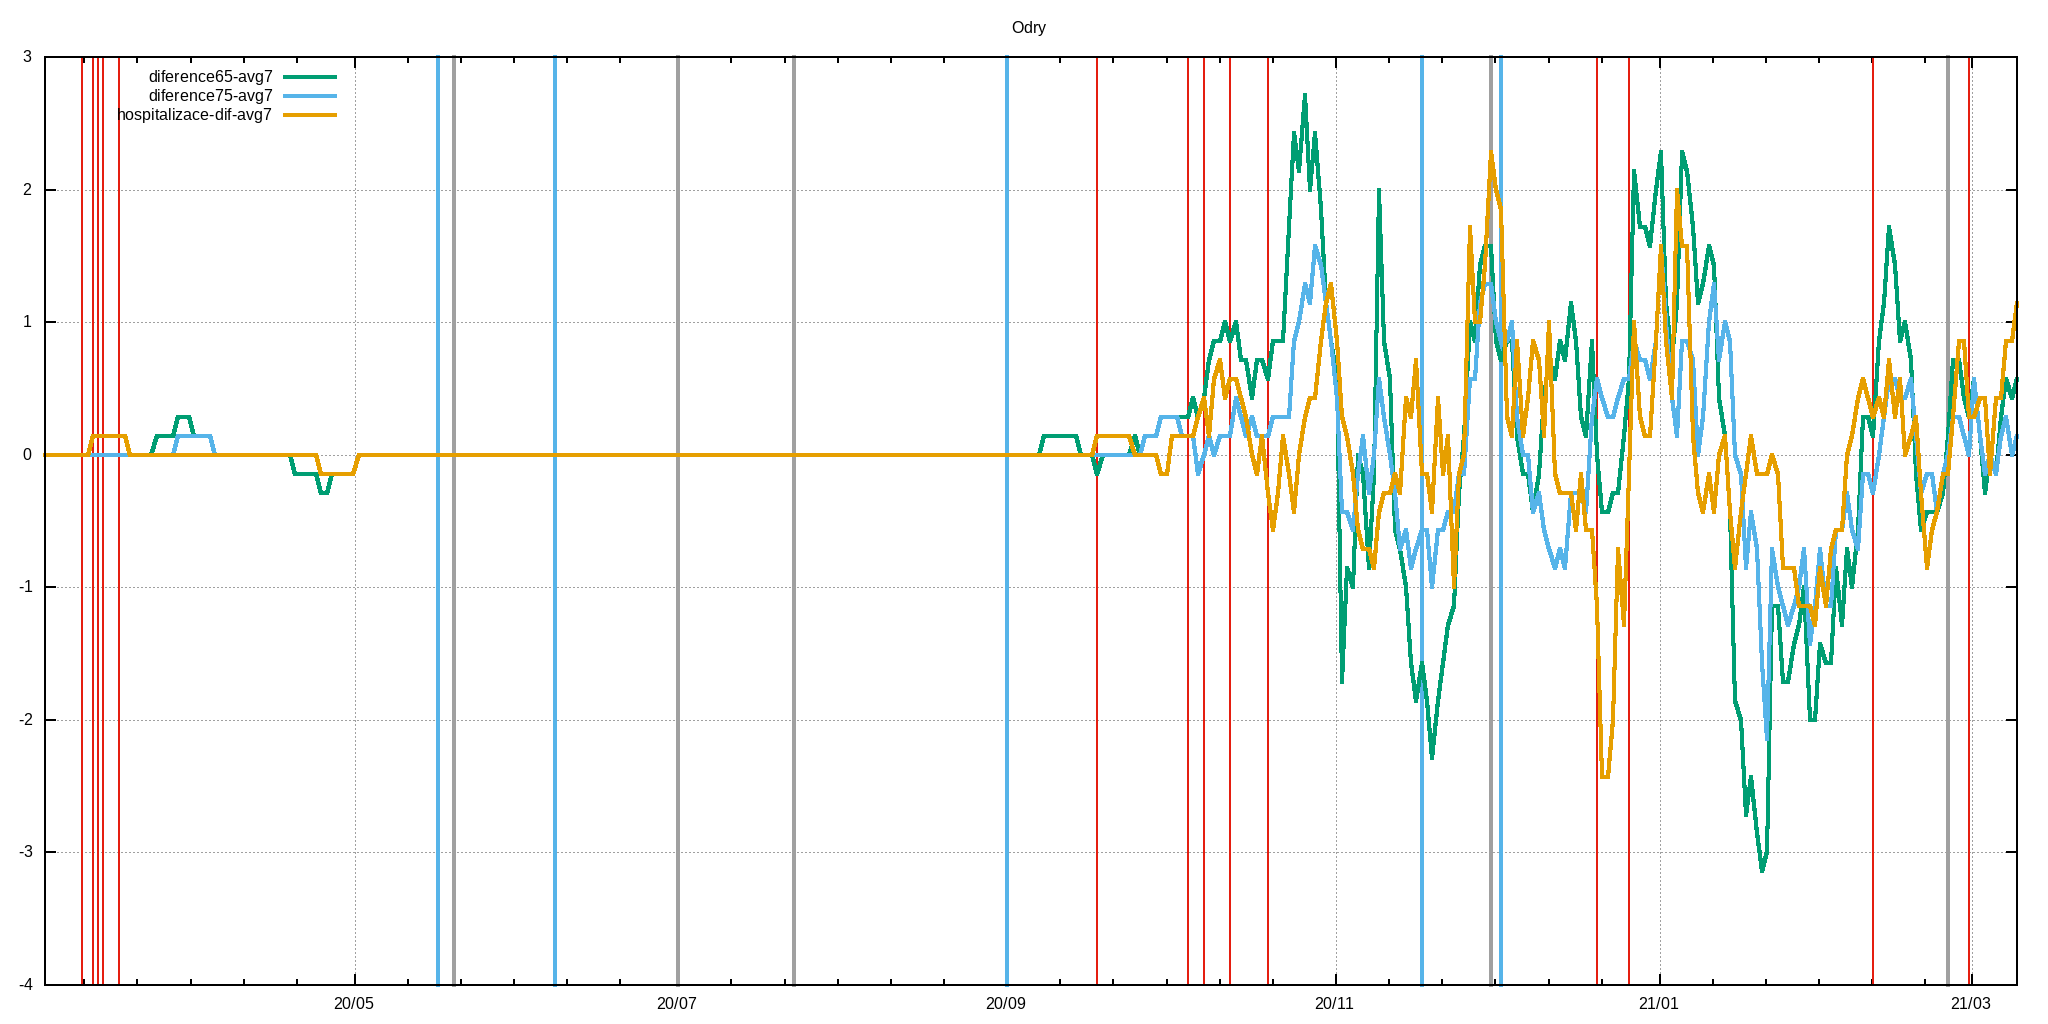 Odry
3
diference65-avg7
diference75-avg7
hospitalizace-dif-avg7
2
1
0
-1
-2
-3
-4
20/05 20/07 20/09 20/11 21/01 21/03